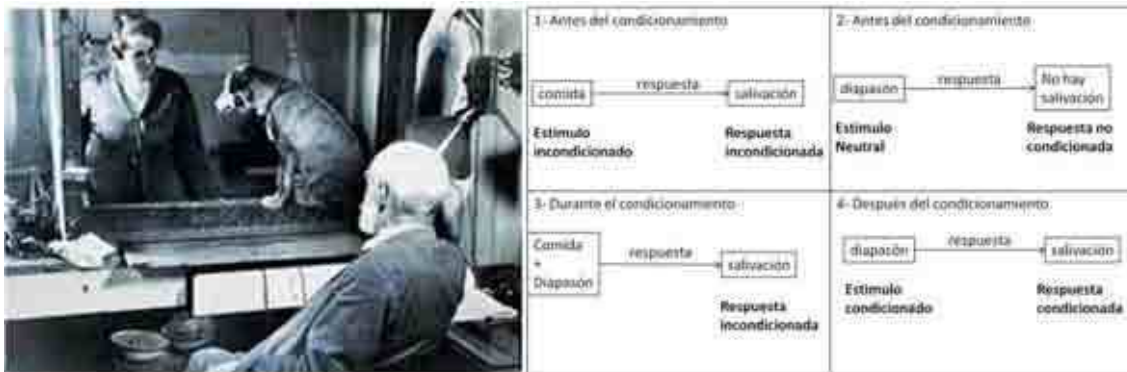 1- Antes del condicionamiento
comida
respuesta
salivación
Estimulo
incondicionado
Respuesta
incondicionada
2- Antes del condicionamiento
diapasón
respuesta
No hay
salivación
Estimulo
Neutral
Respuesta no
condicionada
3- Durante el condicionamiento
Comida
+
Diapasón
respuesta
salivación
Respuesta
incondicionada
4- Después del condicionamiento
diapasón
respuesta
salivación
Estimulo
condicionado
Respuesta
condicionada